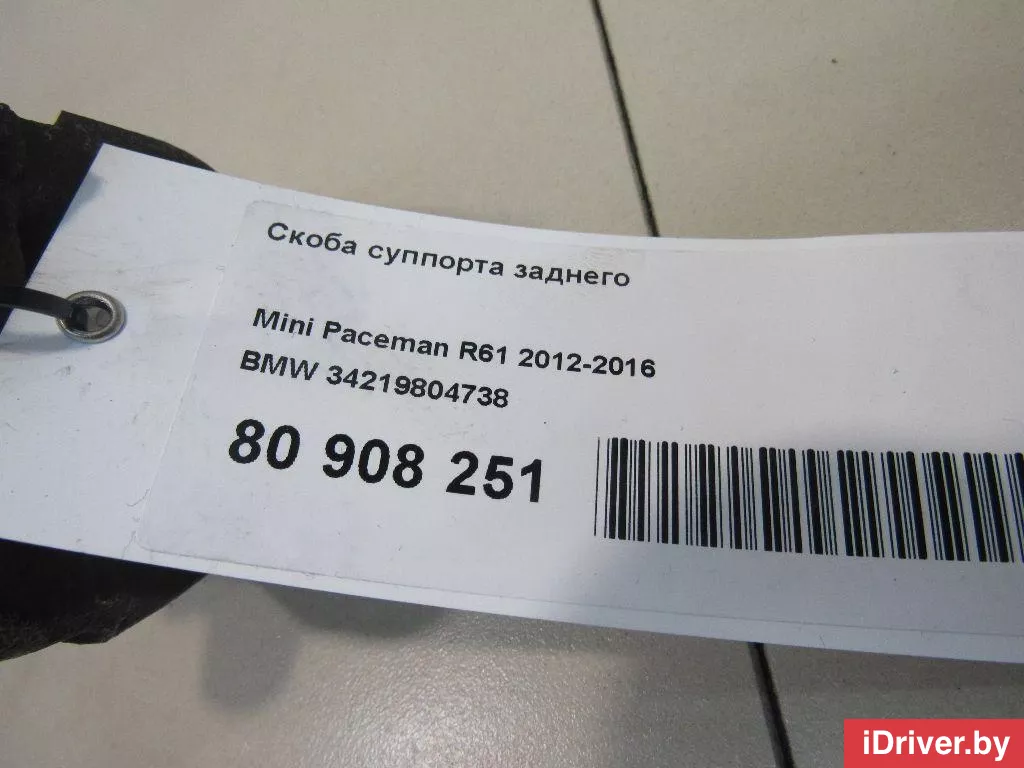 Скоба суппорта заднего
Mini Paceman R61 2012-2016
BMW 34219804738
80 908 251
iDriver.by